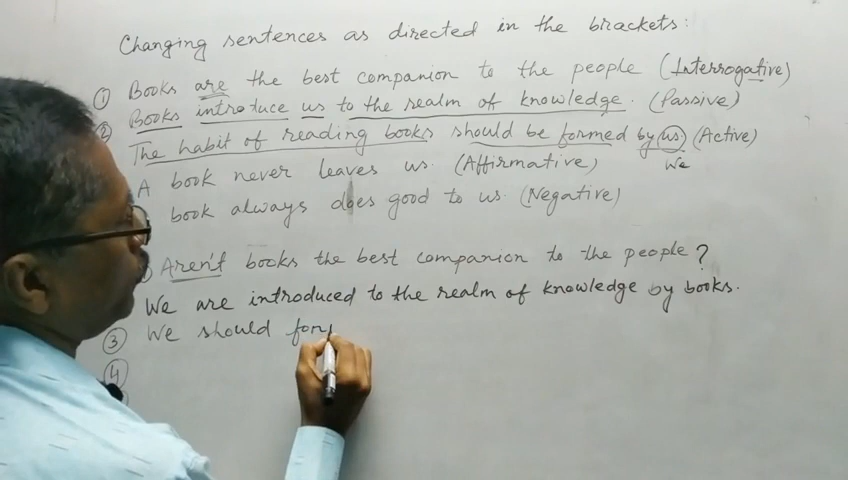 Changing sentences as directed in the brackets:
① Books are the best companion to the people (Interrogative)
② Books introduce us to the realm of knowledge. (Passive)
The habit of reading books should be formed by us (Active)
We
A book never leaves us. (Affirmative)
book always does good to us. (Negative)
Aren't books the best companion to the people?
We are introduced to the realm of knowledge by books.
③ We should for
④